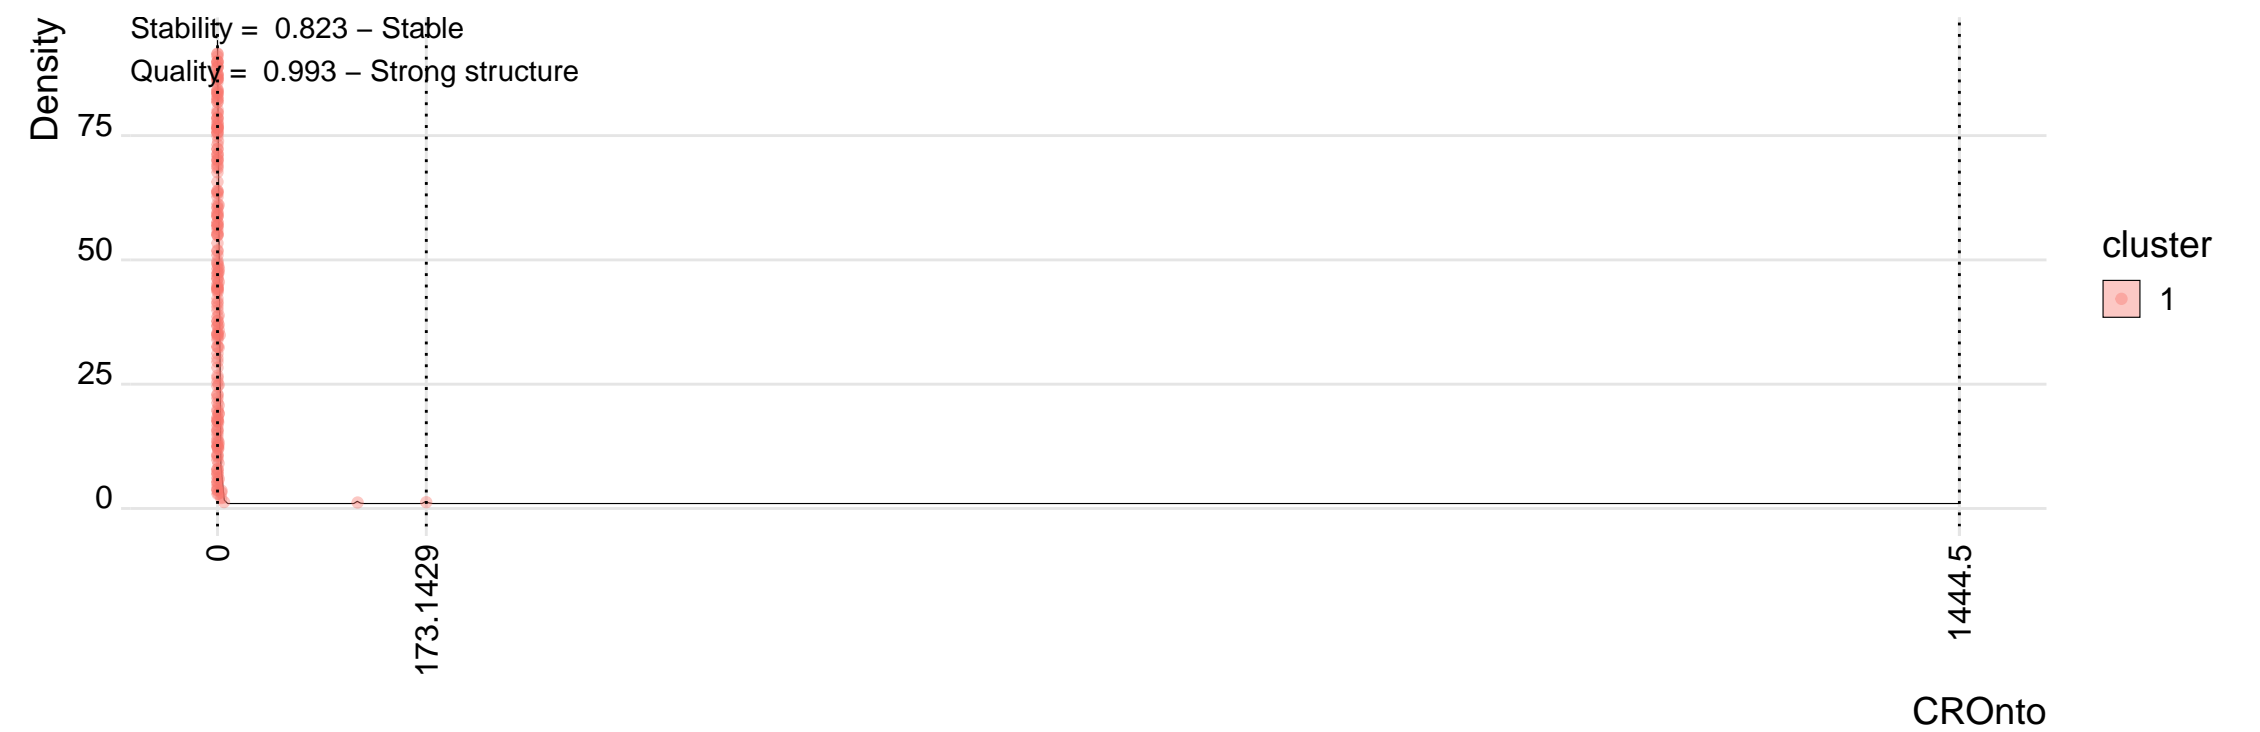 Stability =  0.823 – Stable
Quality =  0.993 – Strong structure
Density
75
50
25
0
0
173.1429
1444.5
CROnto
cluster
1